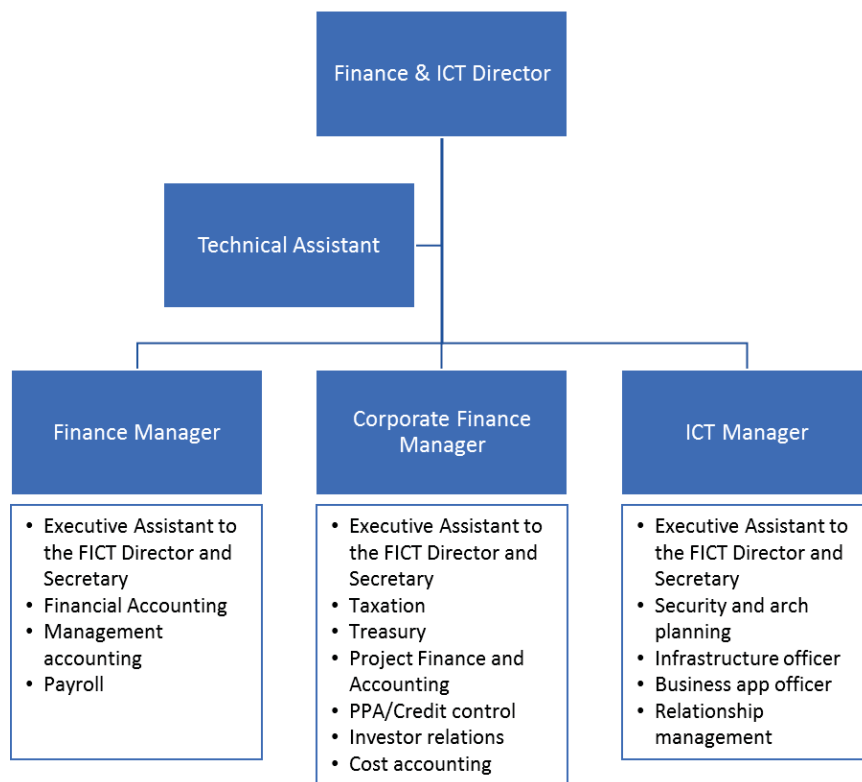 Finance & ICT Director
Technical Assistant
Finance Manager
Corporate Finance
Manager
ICT Manager
• Executive Assistant to
the FICT Director and
Secretary
• Financial Accounting
• Management
accounting
• Payroll
• Executive Assistant to
the FICT Director and
Secretary
• Taxation
• Treasury
• Project Finance and
Accounting
• PPA/Credit control
• Investor relations
• Cost accounting
• Executive Assistant to
the FICT Director and
Secretary
• Security and arch
planning
• Infrastructure officer
• Business app officer
• Relationship
management